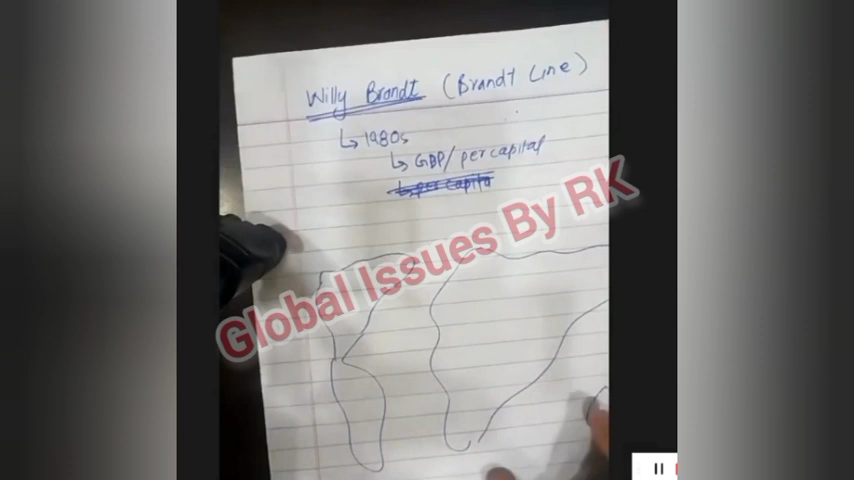 Willy Brandt (Brandt Line)
↳ 1980s
↳ GDP/per capital
Global Issues By RK